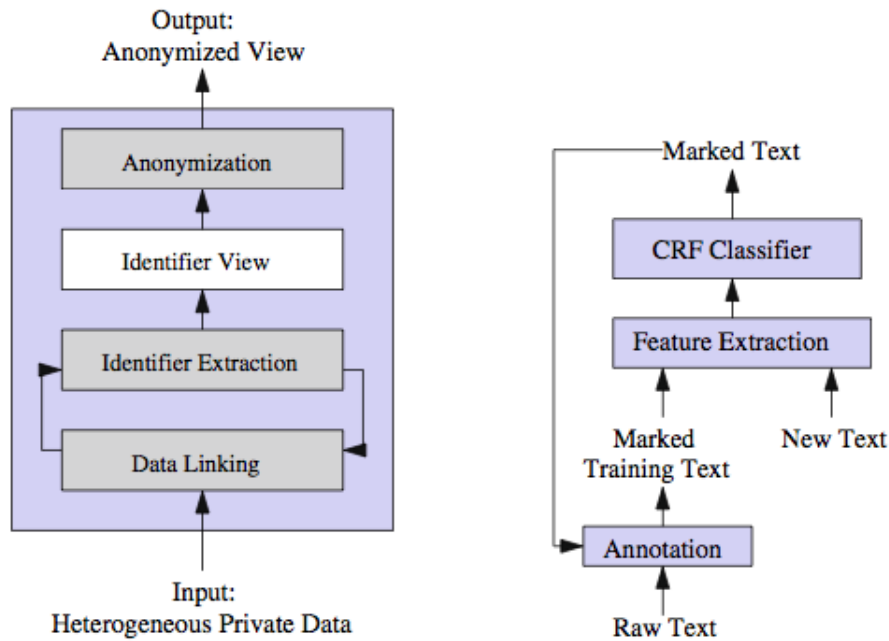 Output:
Anonymized View
Anonymization
Identifier View
Identifier Extraction
Data Linking
Input:
Heterogeneous Private Data
Marked Text
CRF Classifier
Feature Extraction
Marked
Training Text
New Text
Annotation
Raw Text